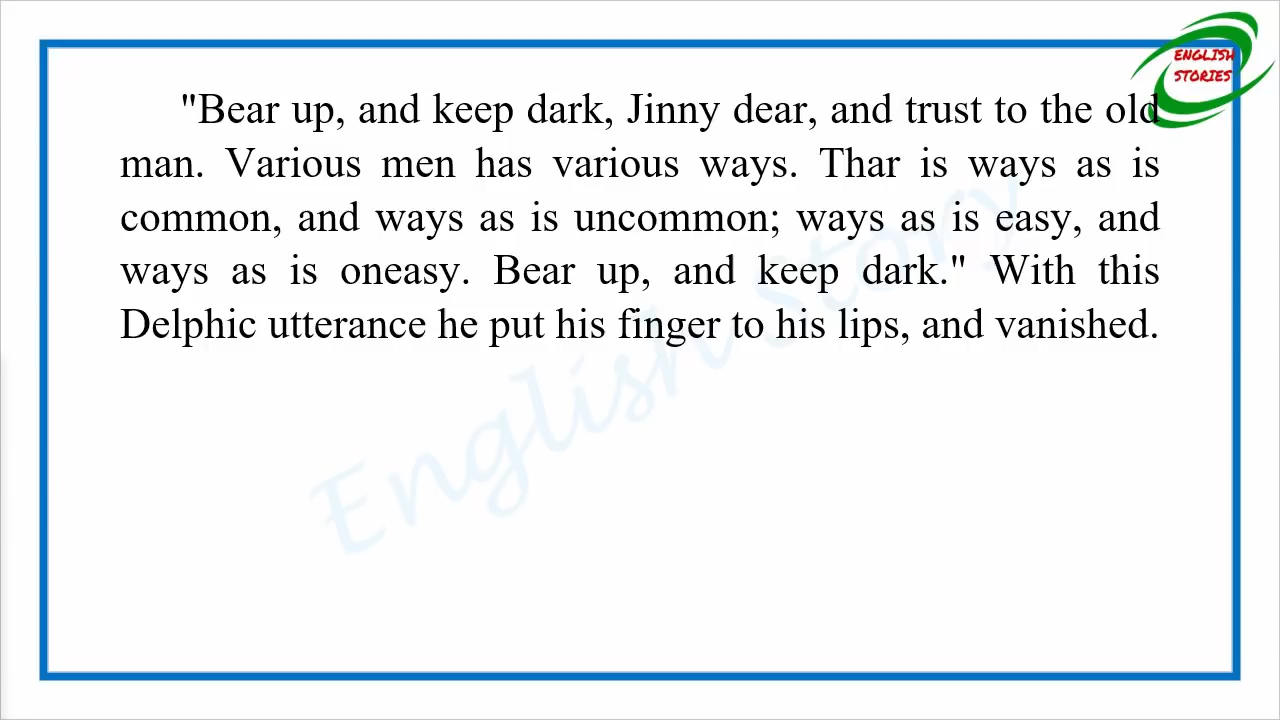 ENGLISH
STORIES
"Bear up, and keep dark, Jinny dear, and trust to the old
man. Various men has various ways. Thar is ways as is
common, and ways as is uncommon; ways as is easy, and
ways as is oneasy. Bear up, and keep dark." With this
Delphic utterance he put his finger to his lips, and vanished.
English Story